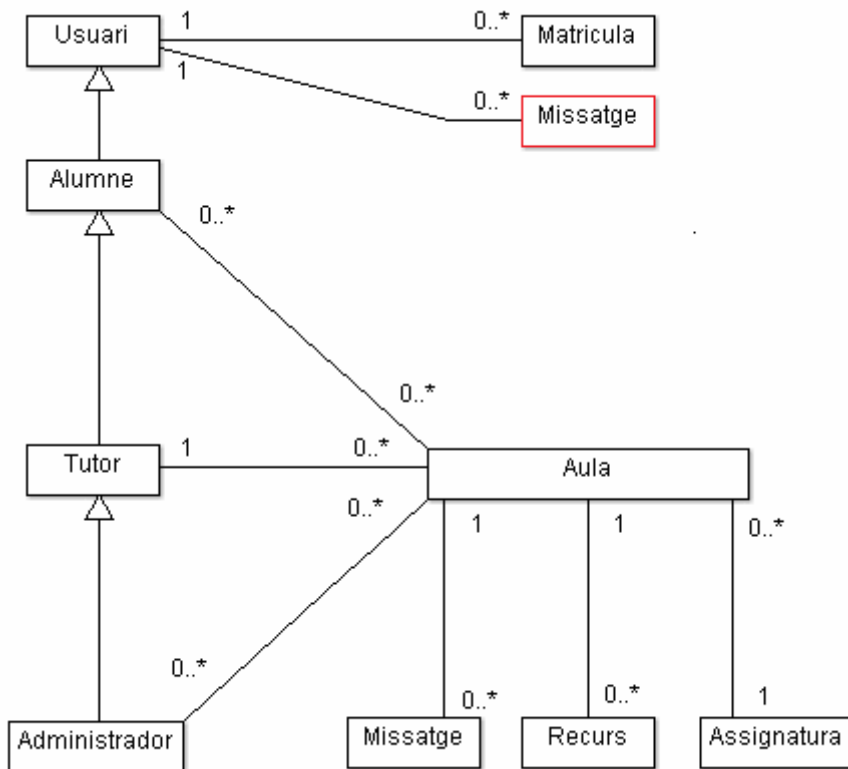 Usuari
1
0..*
Matricula
1
0..*
Missatge
Alumne
0..*
0..*
Tutor
1
0..*
Aula
0..*
1
1
0..*
0..*
0..*
0..*
1
Administrador
Missatge
Recurs
Assignatura